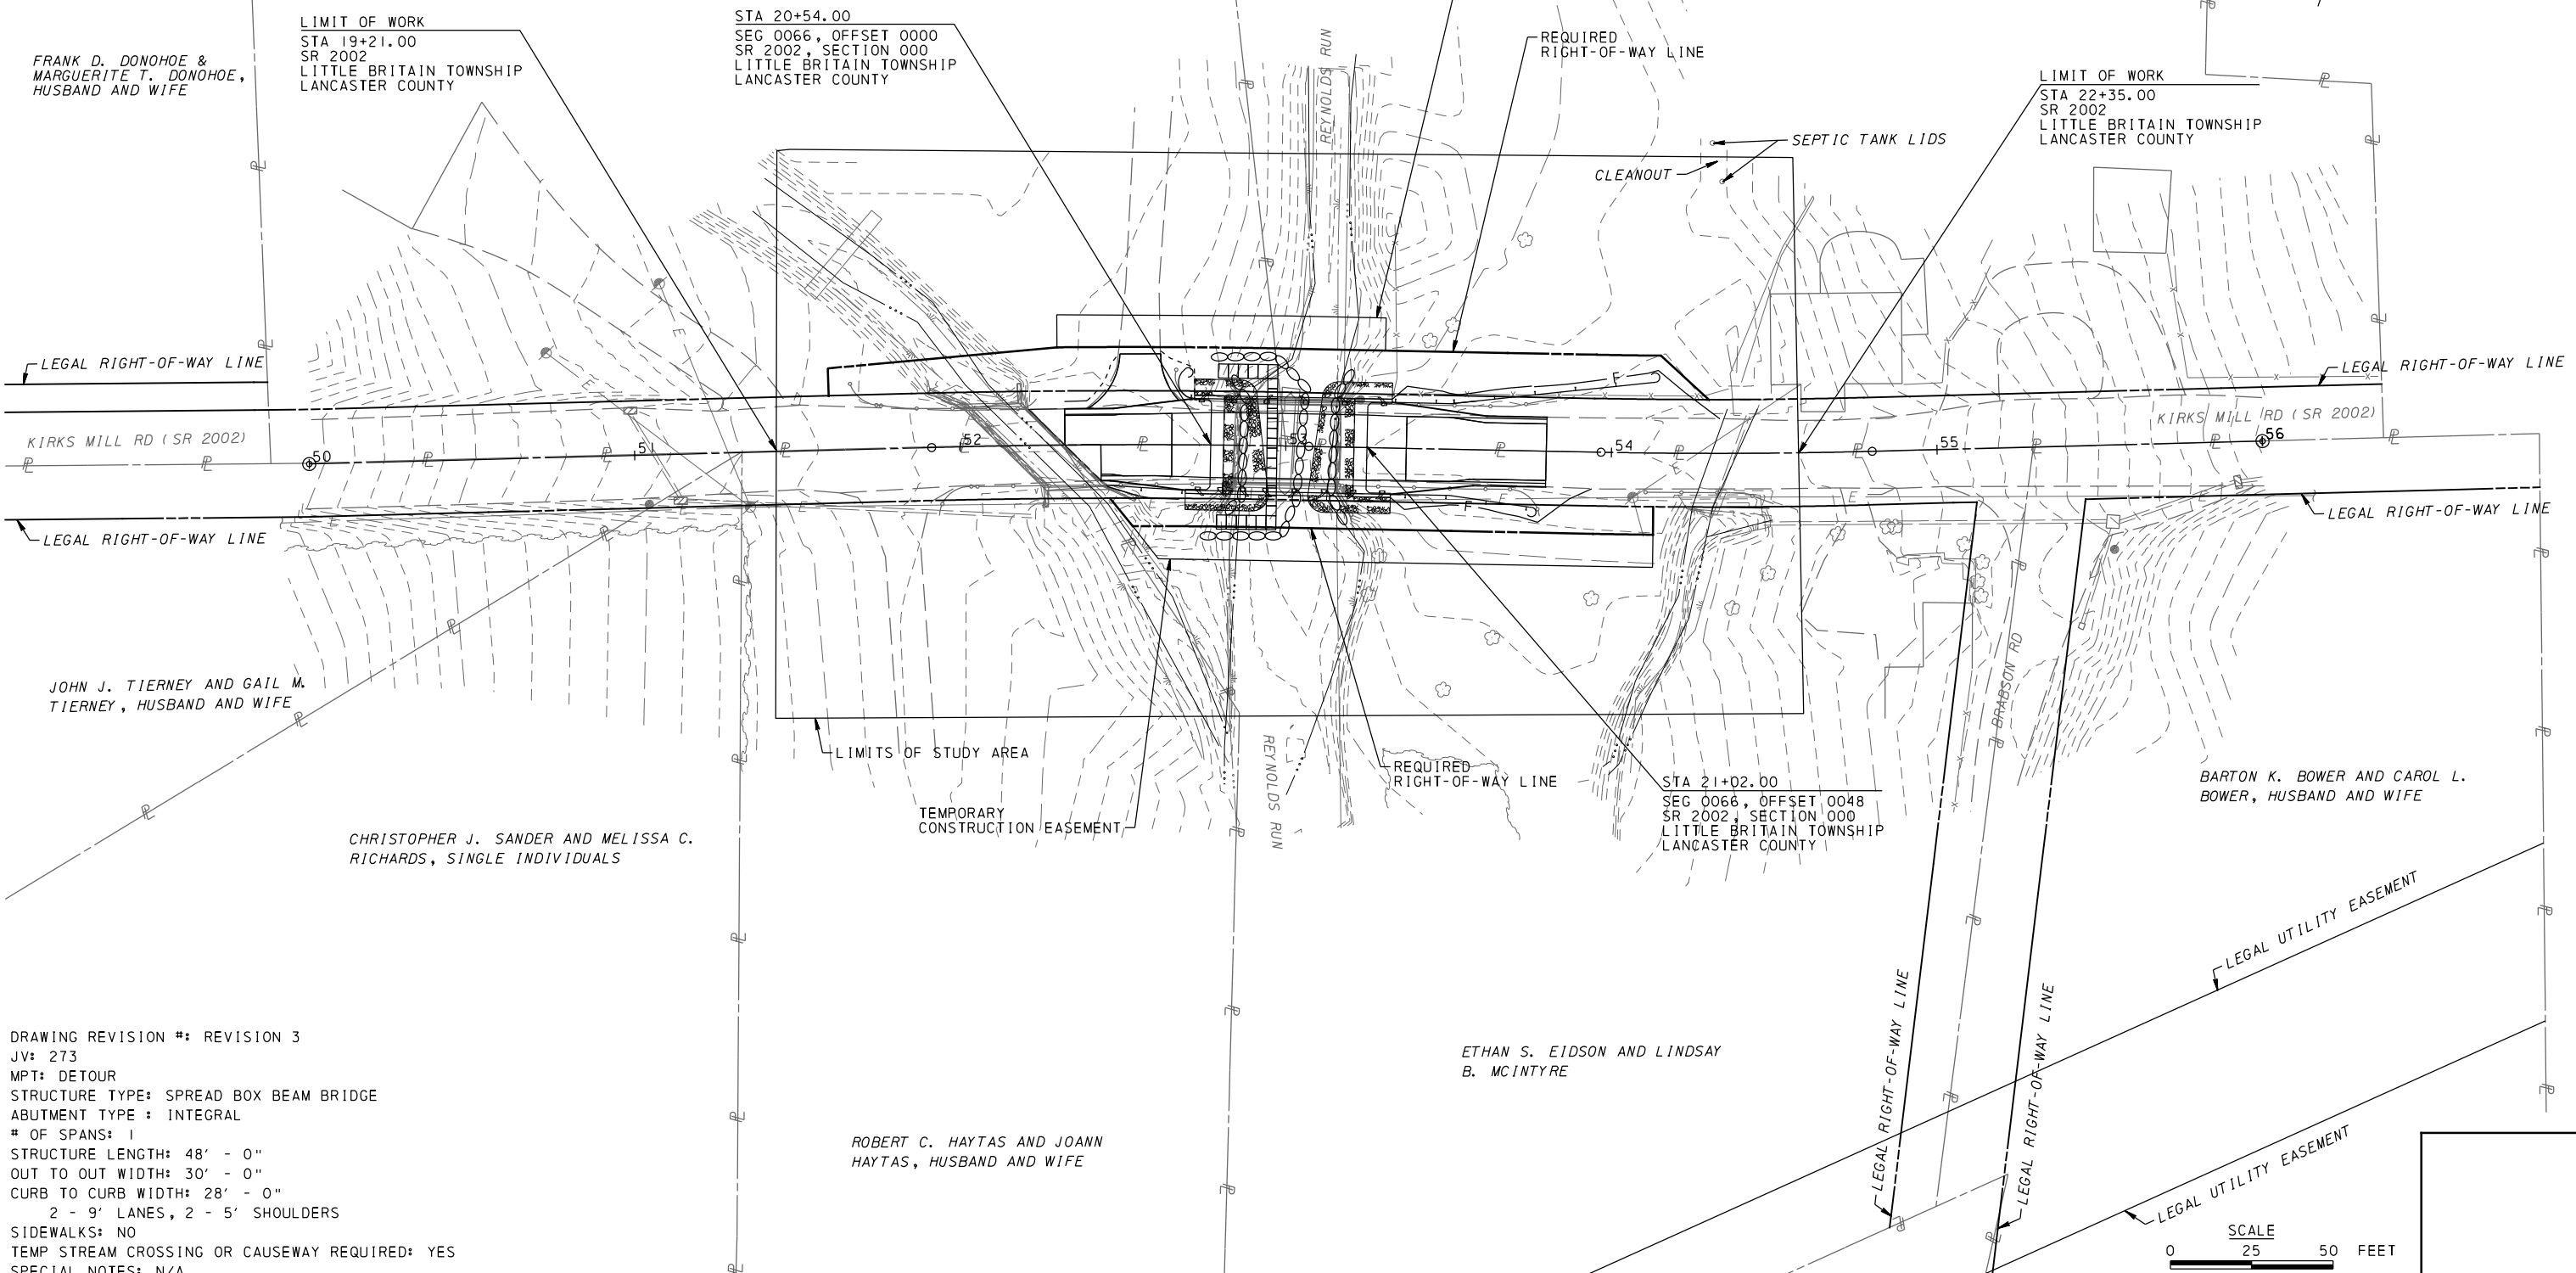 FRANK D. DONOHOE &
MARGUERITE T. DONOHOE,
HUSBAND AND WIFE
LIMIT OF WORK
STA 19+21.00
SR 2002
LITTLE BRITAIN TOWNSHIP
LANCASTER COUNTY
STA 20+54.00
SEG 0066, OFFSET 0000
SR 2002, SECTION 000
LITTLE BRITAIN TOWNSHIP
LANCASTER COUNTY
REYNOLDS RUN
REQUIRED
RIGHT-OF-WAY LINE
SEPTIC TANK LIDS
CLEANOUT
LIMIT OF WORK
STA 22+35.00
SR 2002
LITTLE BRITAIN TOWNSHIP
LANCASTER COUNTY
LEGAL RIGHT-OF-WAY LINE
LEGAL RIGHT-OF-WAY LINE
KIRKS MILL RD (SR 2002)
KIRKS MILL RD (SR 2002)
50
51
52
53
54
55
56
LEGAL RIGHT-OF-WAY LINE
LEGAL RIGHT-OF-WAY LINE
JOHN J. TIERNEY AND GAIL M.
TIERNEY, HUSBAND AND WIFE
LIMITS OF STUDY AREA
TEMPORARY
CONSTRUCTION EASEMENT
REYNOLDS RUN
REQUIRED
RIGHT-OF-WAY LINE
STA 21+02.00
SEG 0066, OFFSET 0048
SR 2002, SECTION 000
LITTLE BRITAIN TOWNSHIP
LANCASTER COUNTY
BRABSON RD
BARTON K. BOWER AND CAROL L.
BOWER, HUSBAND AND WIFE
CHRISTOPHER J. SANDER AND MELISSA C.
RICHARDS, SINGLE INDIVIDUALS
LEGAL UTILITY EASEMENT
LEGAL RIGHT-OF-WAY LINE
LEGAL RIGHT-OF-WAY LINE
ETHAN S. EIDSON AND LINDSAY
B. MCINTYRE
ROBERT C. HAYTAS AND JOANN
HAYTAS, HUSBAND AND WIFE
LEGAL UTILITY EASEMENT
DRAWING REVISION #: REVISION 3
JV: 273
MPT: DETOUR
STRUCTURE TYPE: SPREAD BOX BEAM BRIDGE
ABUTMENT TYPE : INTEGRAL
# OF SPANS: 1
STRUCTURE LENGTH: 48' - 0"
OUT TO OUT WIDTH: 30' - 0"
CURB TO CURB WIDTH: 28' - 0"
2 - 9' LANES, 2 - 5' SHOULDERS
SIDEWALKS: NO
TEMP STREAM CROSSING OR CAUSEWAY REQUIRED: YES
SPECIAL NOTES: N/A
SCALE
0 25 50 FEET